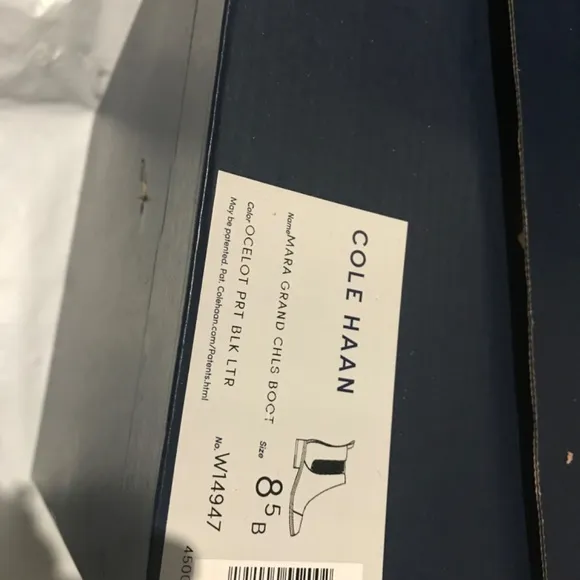 COLE HAAN
Name MARA GRAND CHLS BOOT
Color OCELOT PRT BLK LTR
May be patented. Pat. Colehaan.com/Patents.html
Size 8 5 B
No. W14947